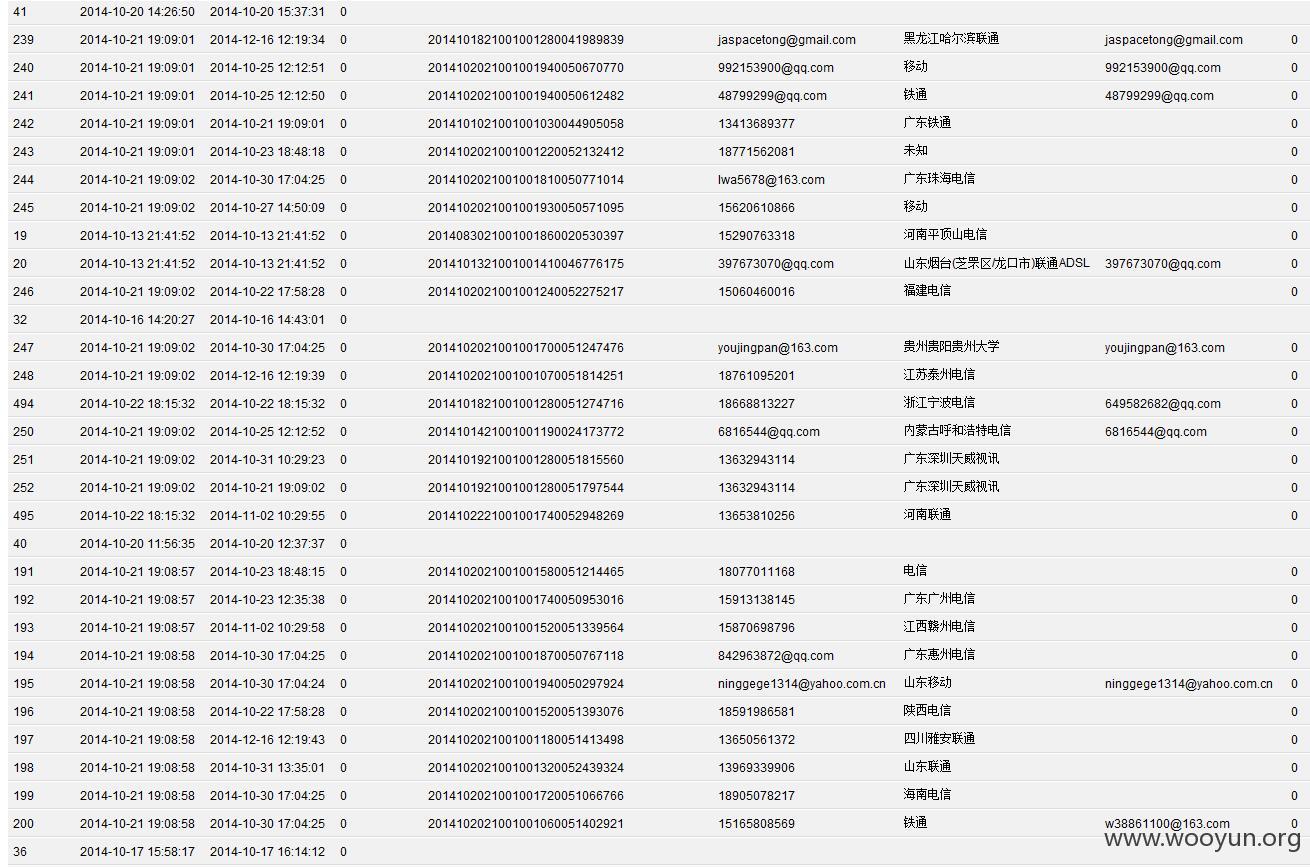 41 2014-10-20 14:26:50 2014-10-20 15:37:31 0
239 2014-10-21 19:09:01 2014-12-16 12:19:34 0 2014101821001001280041989839 jaspacetong@gmail.com 黑龙江哈尔滨联通 jaspacetong@gmail.com 0
240 2014-10-21 19:09:01 2014-10-25 12:12:51 0 2014102021001001940050670770 992153900@qq.com 移动 992153900@qq.com 0
241 2014-10-21 19:09:01 2014-10-25 12:12:50 0 2014102021001001940050612482 48799299@qq.com 铁通 48799299@qq.com 0
242 2014-10-21 19:09:01 2014-10-21 19:09:01 0 2014101021001001030044905058 13413689377 广东铁通 0
243 2014-10-21 19:09:01 2014-10-23 18:48:18 0 2014102021001001220052132412 18771562081 未知 0
244 2014-10-21 19:09:02 2014-10-30 17:04:25 0 2014102021001001810050771014 lwa5678@163.com 广东珠海电信 0
245 2014-10-21 19:09:02 2014-10-27 14:50:09 0 2014102021001001930050571095 15620610866 移动 0
19 2014-10-13 21:41:52 2014-10-13 21:41:52 0 2014083021001001860020530397 15290763318 河南平顶山电信 0
20 2014-10-13 21:41:52 2014-10-13 21:41:52 0 2014101321001001410046776175 397673070@qq.com 山东烟台(芝罘区/龙口市)联通ADSL 397673070@qq.com 0
246 2014-10-21 19:09:02 2014-10-22 17:58:28 0 2014102021001001240052275217 15060460016 福建电信 0
32 2014-10-16 14:20:27 2014-10-16 14:43:01 0
247 2014-10-21 19:09:02 2014-10-30 17:04:25 0 2014102021001001700051247476 youjingpan@163.com 贵州贵阳贵州大学 youjingpan@163.com 0
248 2014-10-21 19:09:02 2014-12-16 12:19:39 0 2014102021001001070051814251 18761095201 江苏泰州电信 0
494 2014-10-22 18:15:32 2014-10-22 18:15:32 0 2014101821001001280051274716 18668813227 浙江宁波电信 649582682@qq.com 0
250 2014-10-21 19:09:02 2014-10-25 12:12:52 0 2014101421001001190024173772 6816544@qq.com 内蒙古呼和浩特电信 6816544@qq.com 0
251 2014-10-21 19:09:02 2014-10-31 10:29:23 0 2014101921001001280051815560 13632943114 广东深圳天威视讯 0
252 2014-10-21 19:09:02 2014-10-21 19:09:02 0 2014101921001001280051797544 13632943114 广东深圳天威视讯 0
495 2014-10-22 18:15:32 2014-11-02 10:29:55 0 2014102221001001740052948269 13653810256 河南联通 0
40 2014-10-20 11:56:35 2014-10-20 12:37:37 0
191 2014-10-21 19:08:57 2014-10-23 18:48:15 0 2014102021001001580051214465 18077011168 电信 0
192 2014-10-21 19:08:57 2014-10-23 12:35:38 0 2014102021001001740050953016 15913138145 广东广州电信 0
193 2014-10-21 19:08:57 2014-11-02 10:29:58 0 2014102021001001520051339564 15870698796 江西赣州电信 0
194 2014-10-21 19:08:58 2014-10-30 17:04:25 0 2014102021001001870050767118 842963872@qq.com 广东惠州电信 0
195 2014-10-21 19:08:58 2014-10-30 17:04:24 0 2014102021001001940050297924 ninggege1314@yahoo.com.cn 山东移动 ninggege1314@yahoo.com.cn 0
196 2014-10-21 19:08:58 2014-10-22 17:58:28 0 2014102021001001520051393076 18591986581 陕西电信 0
197 2014-10-21 19:08:58 2014-12-16 12:19:43 0 2014102021001001180051413498 13650561372 四川雅安联通 0
198 2014-10-21 19:08:58 2014-10-31 13:35:01 0 2014102021001001320052439324 13969339906 山东联通 0
199 2014-10-21 19:08:58 2014-10-30 17:04:25 0 2014102021001001720051066766 18905078217 海南电信 0
200 2014-10-21 19:08:58 2014-10-30 17:04:25 0 2014102021001001060051402921 15165808569 铁通 w38861100@163.com 0
www.wooyun.org
36 2014-10-17 15:58:17 2014-10-17 16:14:12 0